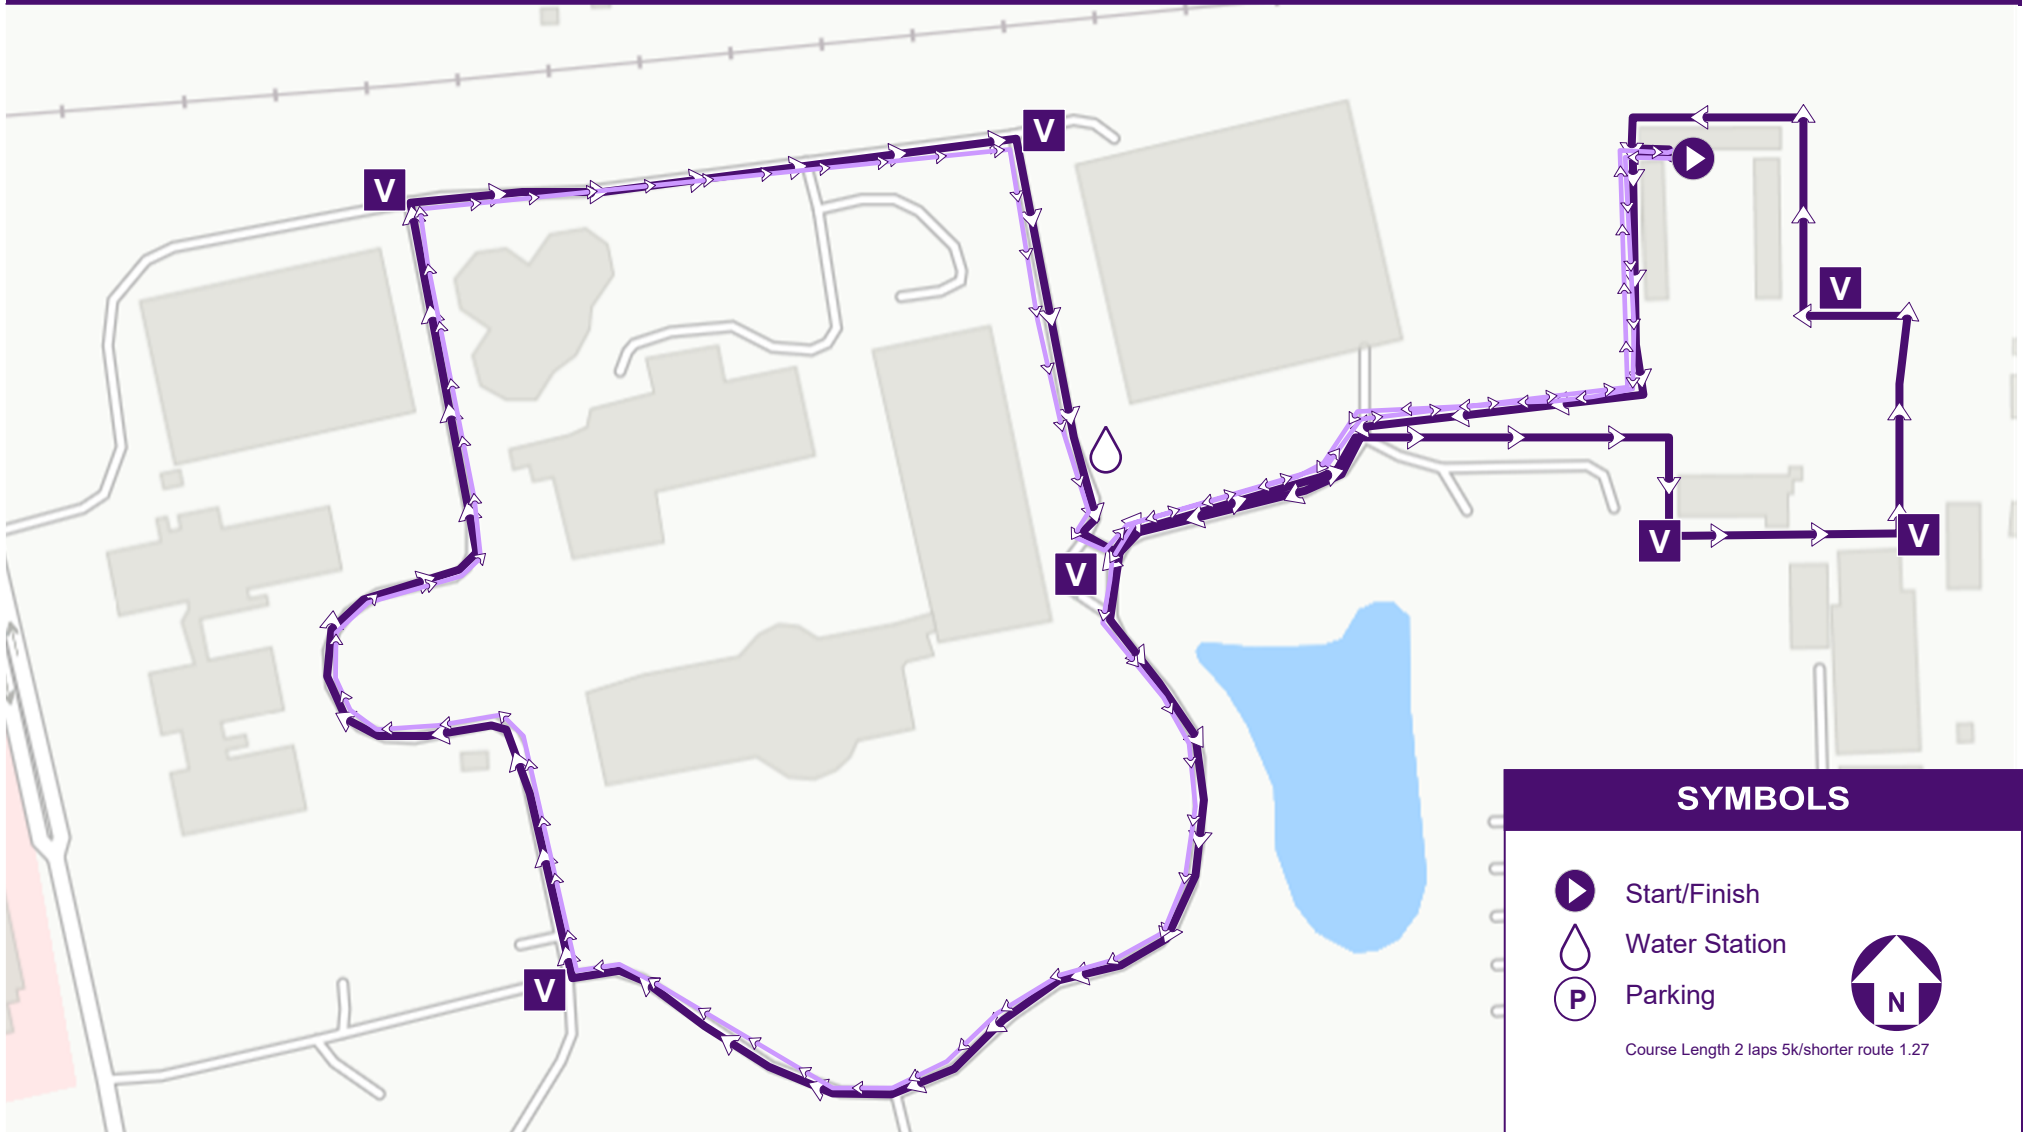 V
V
V
V
V
V
V
SYMBOLS
Start/Finish
Water Station
P Parking
N
Course Length 2 laps 5k/shorter route 1.27